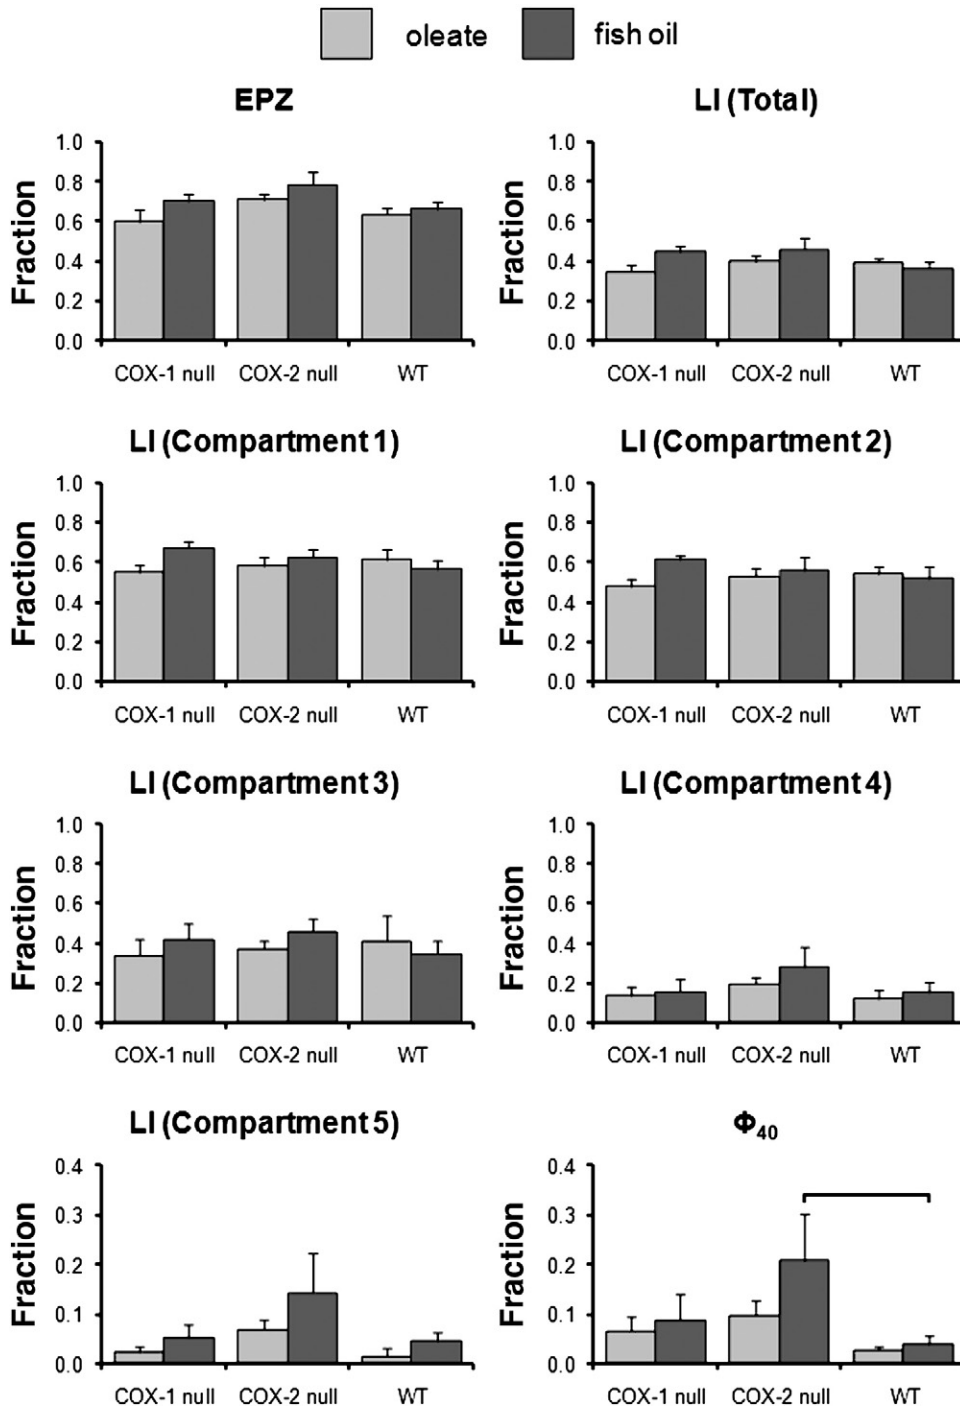 oleate fish oil
EPZ LI (Total)
1.0 1.0
0.8 0.8
0.6 0.6
0.4 0.4
0.2 0.2
0.0 0.0
Fraction Fraction
COX-1 null COX-2 null WT COX-1 null COX-2 null WT
LI (Compartment 1) LI (Compartment 2)
1.0 1.0
0.8 0.8
0.6 0.6
0.4 0.4
0.2 0.2
0.0 0.0
Fraction Fraction
COX-1 null COX-2 null WT COX-1 null COX-2 null WT
LI (Compartment 3) LI (Compartment 4)
1.0 1.0
0.8 0.8
0.6 0.6
0.4 0.4
0.2 0.2
0.0 0.0
Fraction Fraction
COX-1 null COX-2 null WT COX-1 null COX-2 null WT
LI (Compartment 5) Φ40
0.4 0.4
0.3 0.3
0.2 0.2
0.1 0.1
0.0 0.0
Fraction Fraction
COX-1 null COX-2 null WT COX-1 null COX-2 null WT